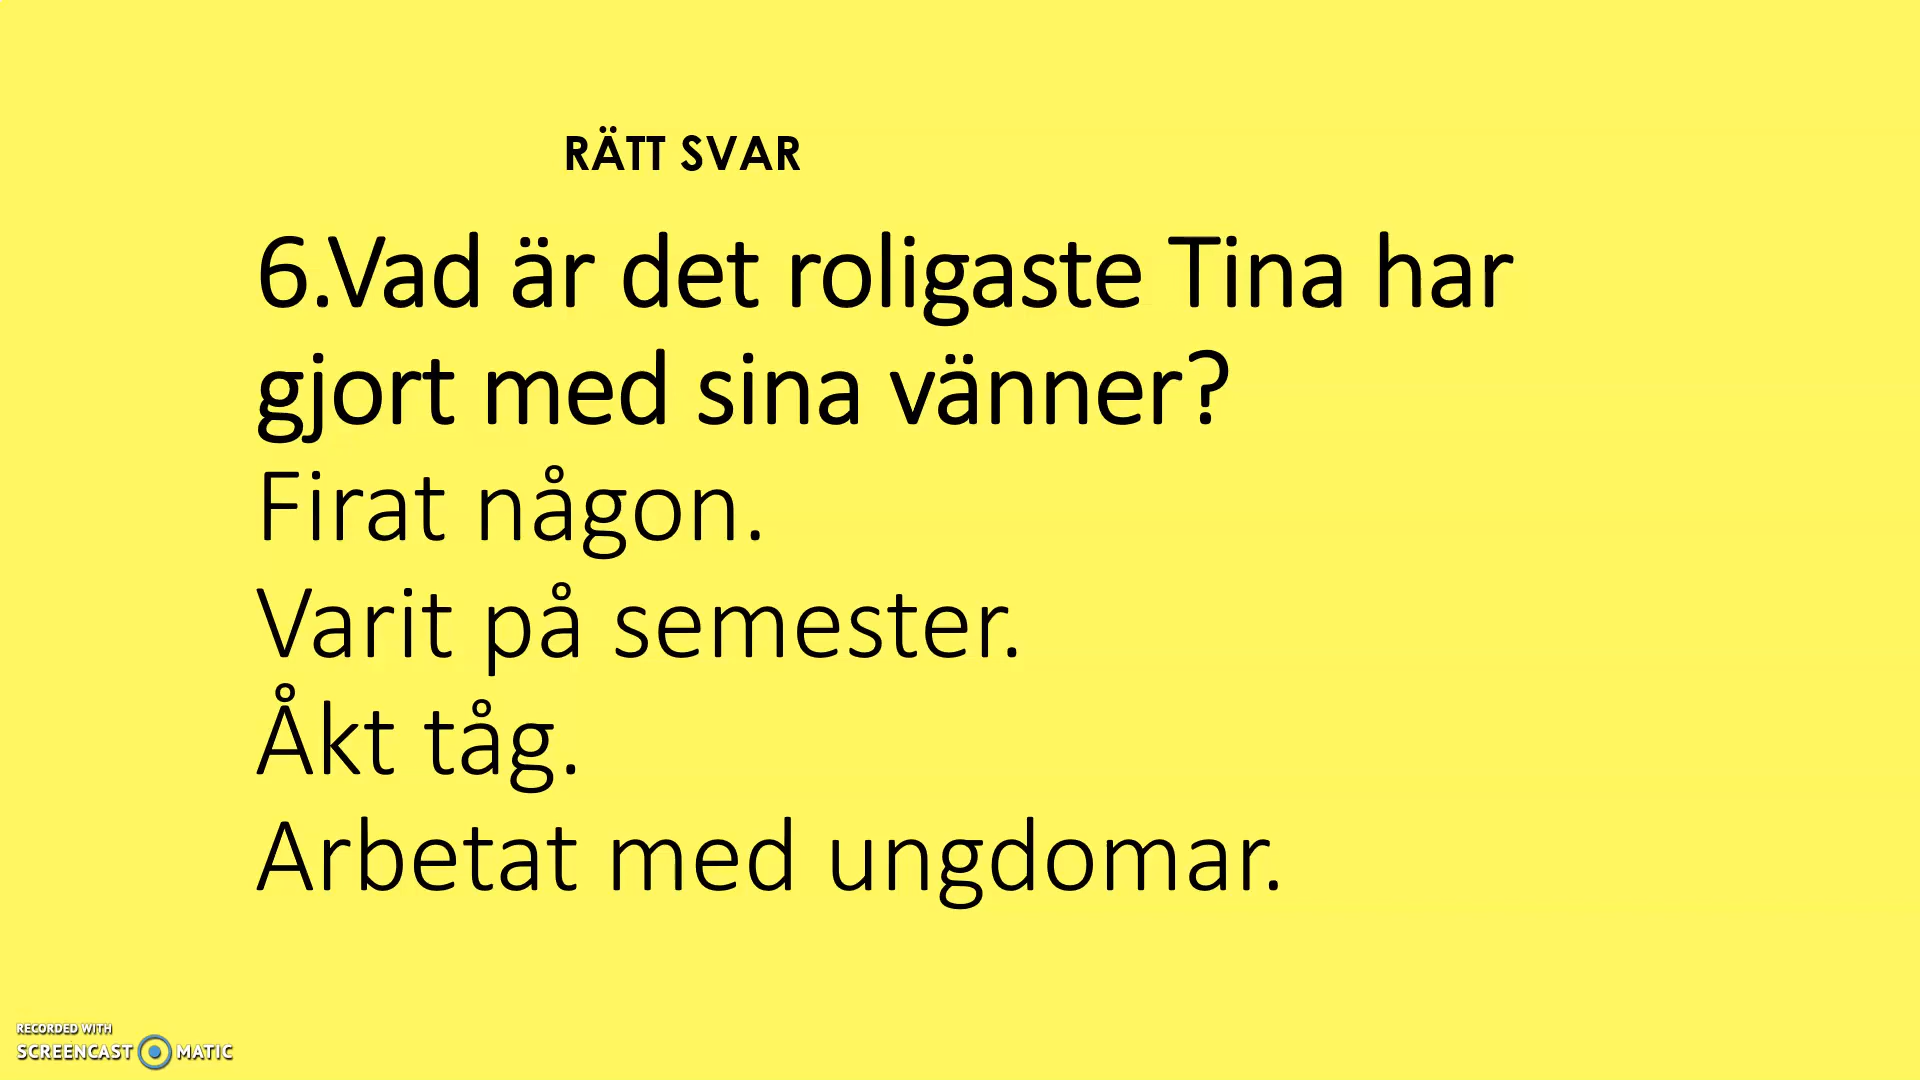 RÄTT SVAR
6.Vad är det roligaste Tina har
gjort med sina vänner?
Firat någon.
Varit på semester.
Åkt tåg.
Arbetat med ungdomar.
RECORDED WITH
SCREENCAST MATIC